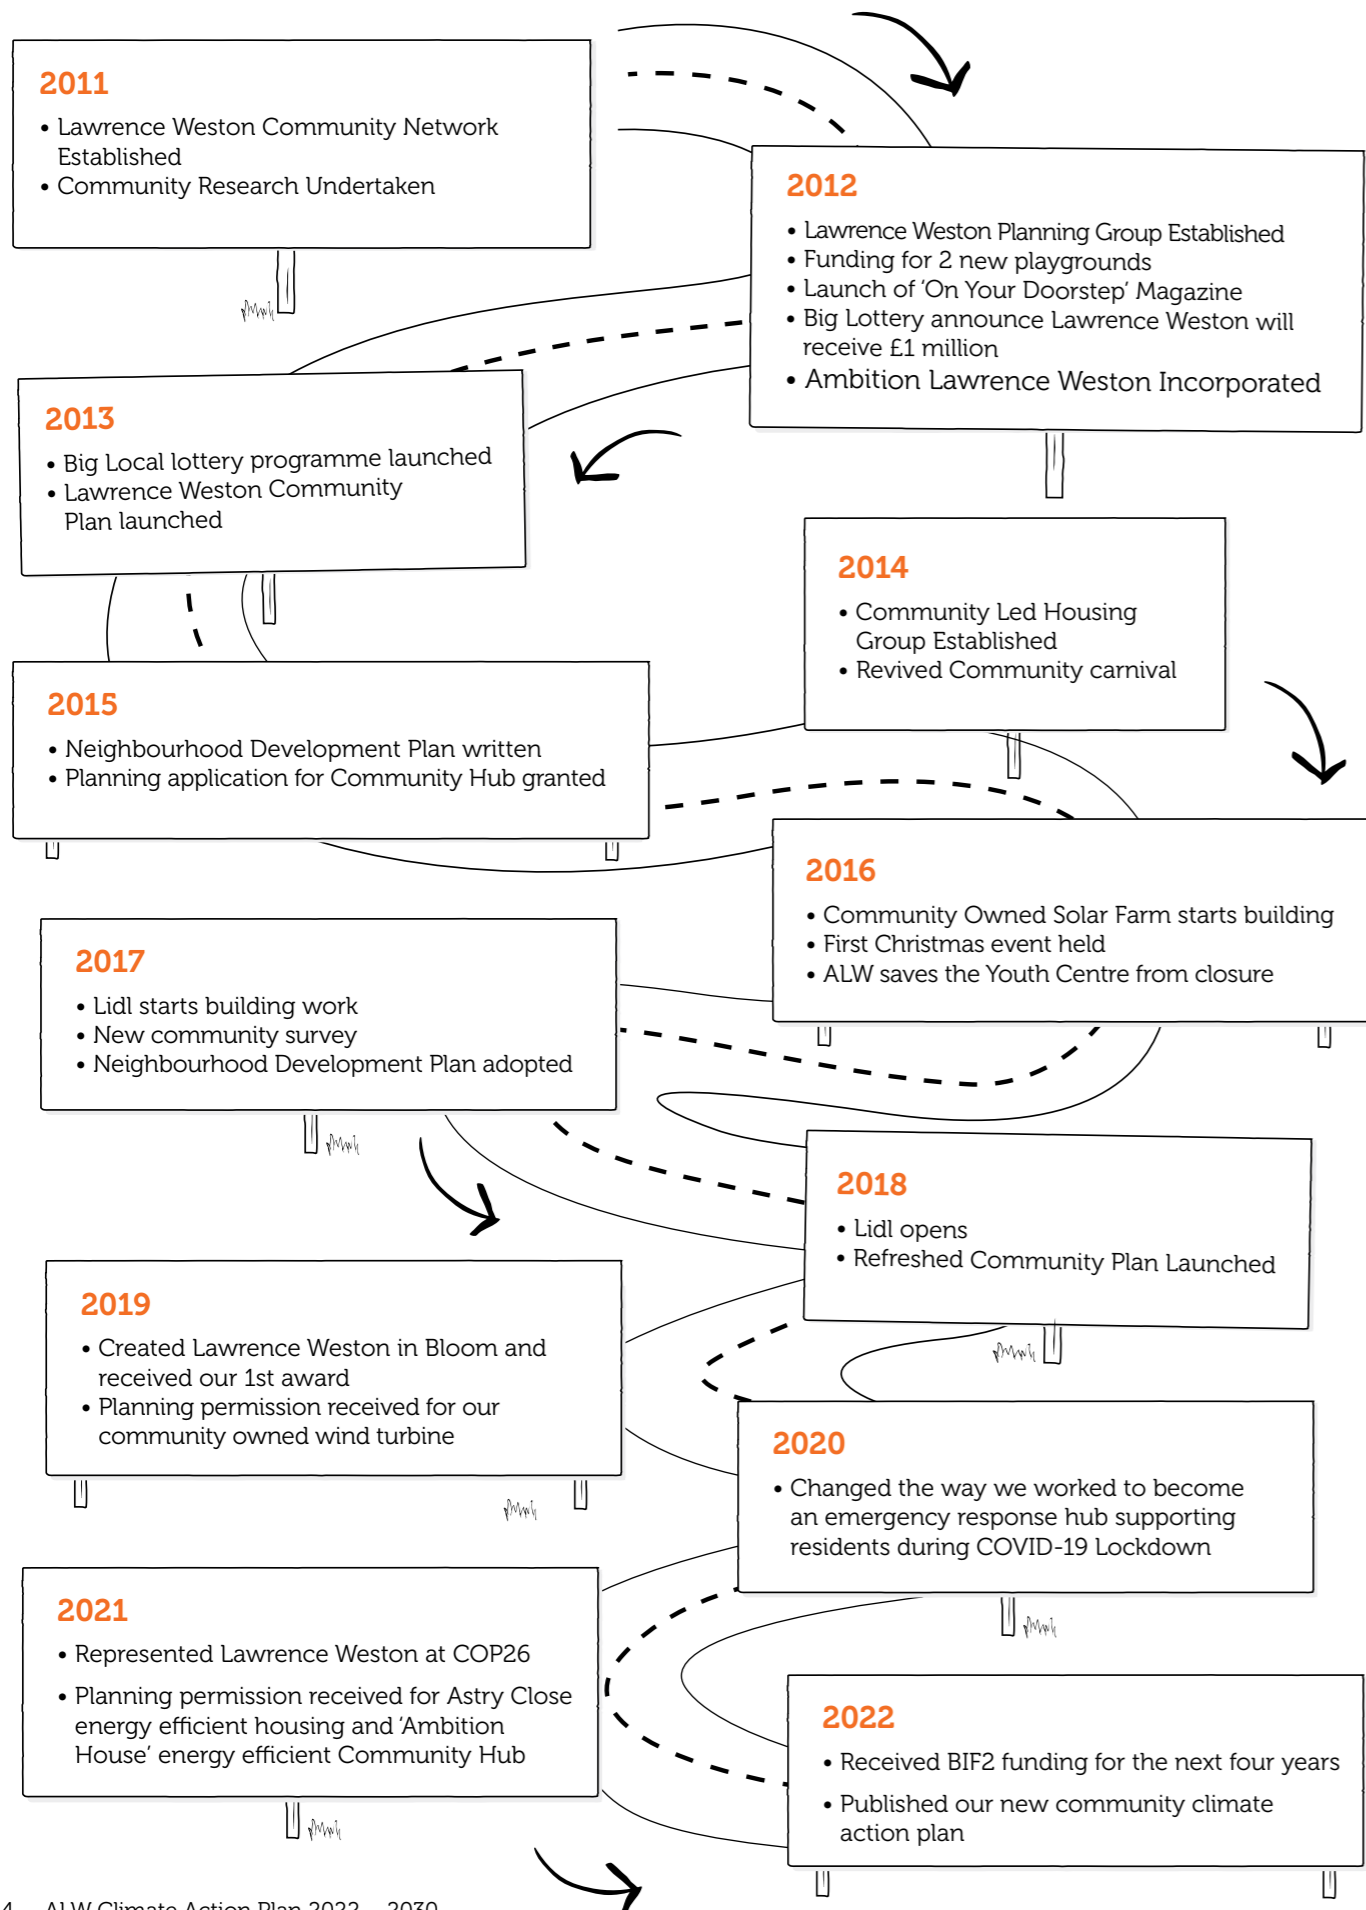 2011
• Lawrence Weston Community Network
Established
• Community Research Undertaken
2012
• Lawrence Weston Planning Group Established
• Funding for 2 new playgrounds
• Launch of 'On Your Doorstep' Magazine
• Big Lottery announce Lawrence Weston will
receive £1 million
• Ambition Lawrence Weston Incorporated
2013
• Big Local lottery programme launched
• Lawrence Weston Community
Plan launched
2014
• Community Led Housing
Group Established
• Revived Community carnival
2015
• Neighbourhood Development Plan written
• Planning application for Community Hub granted
2016
• Community Owned Solar Farm starts building
• First Christmas event held
• ALW saves the Youth Centre from closure
2017
• Lidl starts building work
• New community survey
• Neighbourhood Development Plan adopted
2018
• Lidl opens
• Refreshed Community Plan Launched
2019
• Created Lawrence Weston in Bloom and
received our 1st award
• Planning permission received for our
community owned wind turbine
2020
• Changed the way we worked to become
an emergency response hub supporting
residents during COVID-19 Lockdown
2021
• Represented Lawrence Weston at COP26
• Planning permission received for Astry Close
energy efficient housing and 'Ambition
House' energy efficient Community Hub
2022
• Received BIF2 funding for the next four years
• Published our new community climate
action plan
4 ALW Climate Action Plan 2022 – 2030